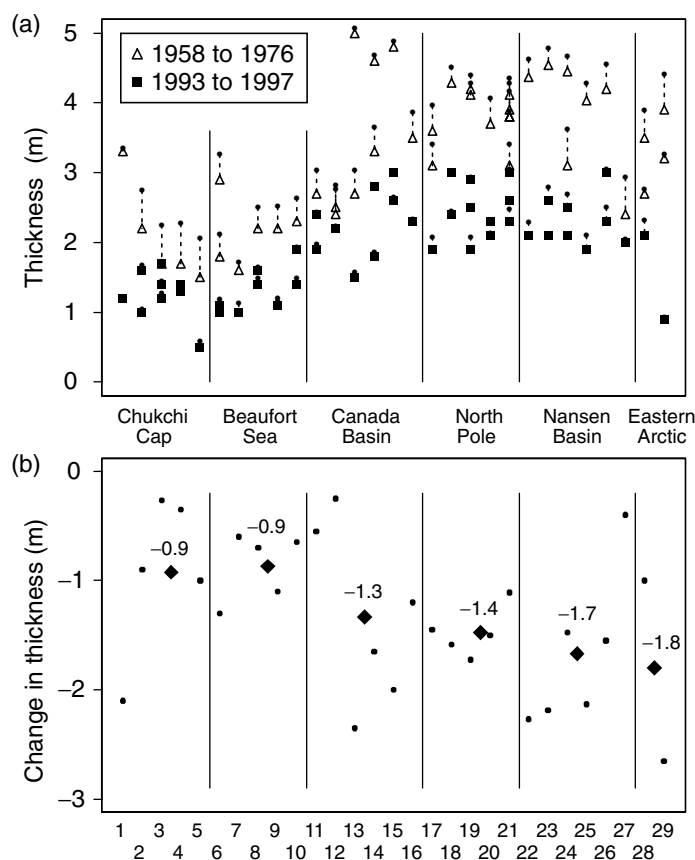 (a)
Thickness (m)
5
4
3
2
1
0
1958 to 1976
1993 to 1997
Chukchi Cap
Beaufort Sea
Canada Basin
North Pole
Nansen Basin
Eastern Arctic
(b)
Change in thickness (m)
0
−1
−2
−3
−0.9
−0.9
−1.3
−1.4
−1.7
−1.8
1 3 5 7 9 11 13 15 17 19 21 23 25 27 29
2 4 6 8 10 12 14 16 18 20 22 24 26 28